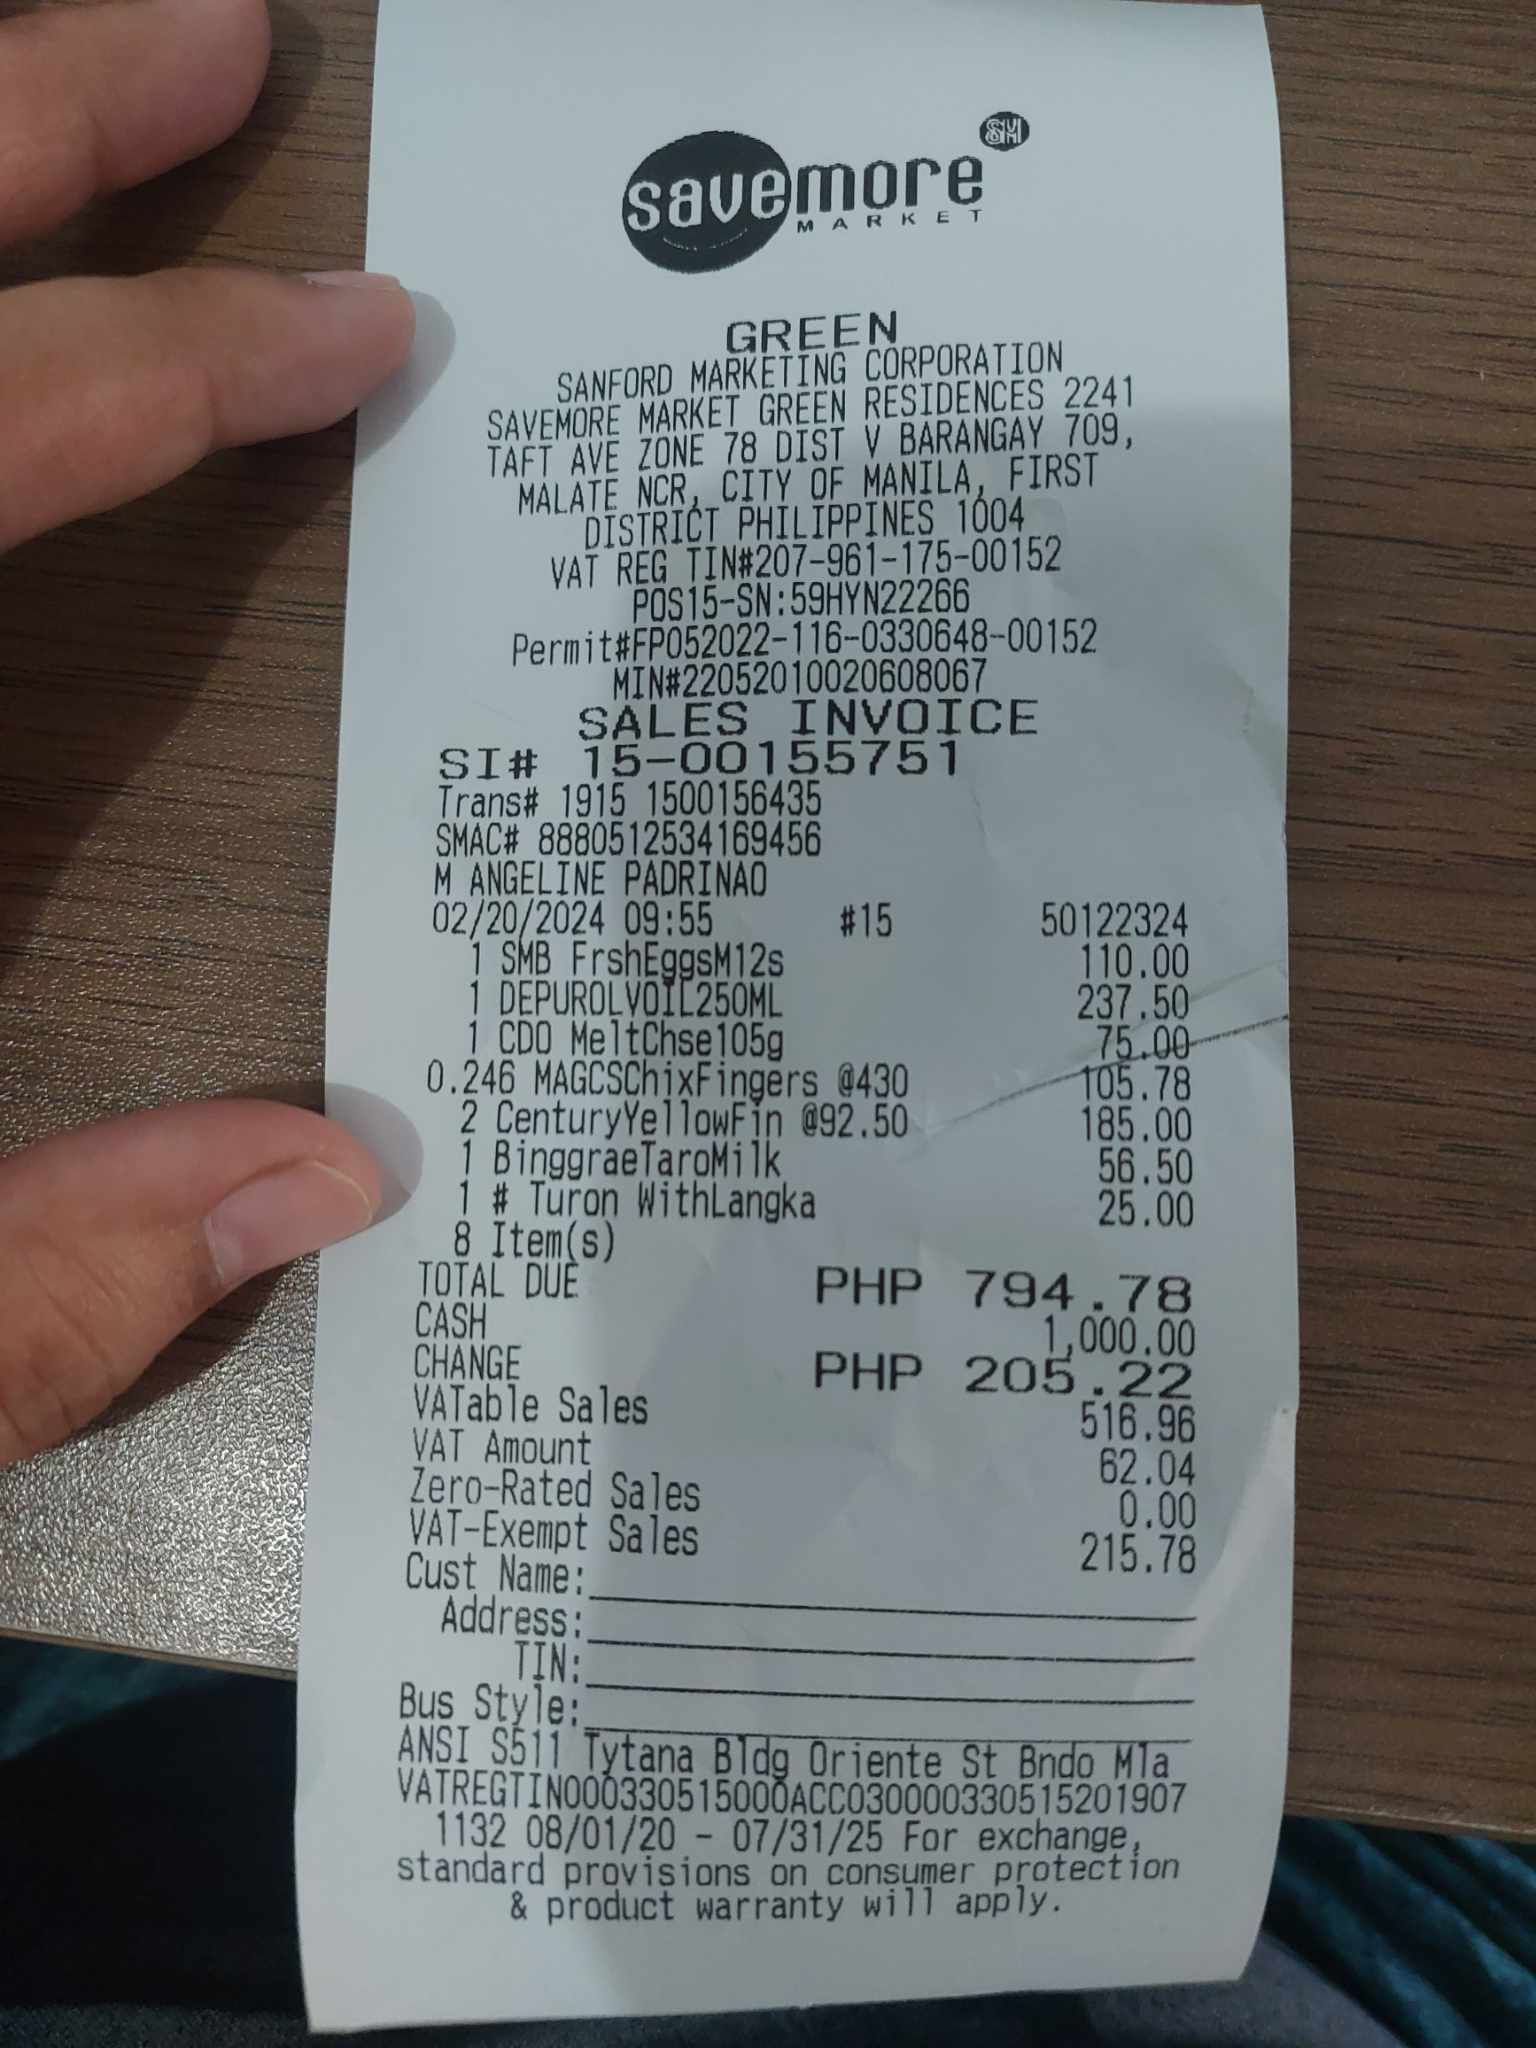 savemore SM
MARKET
GREEN
SANFORD MARKETING CORPORATION
SAVEMORE MARKET GREEN RESIDENCES 2241
TAFT AVE ZONE 78 DIST V BARANGAY 709,
MALATE NCR, CITY OF MANILA, FIRST
DISTRICT PHILIPPINES 1004
VAT REG TIN#207-961-175-00152
POS15-SN:59HYN22266
Permit#FP052022-116-0330648-00152
MIN#22052010020608067
SALES INVOICE
SI# 15-00155751
Trans# 1915 1500156435
SMAC# 8880512534169456
M ANGELINE PADRINAO
02/20/2024 09:55 #15 50122324
1 SMB FrshEggsM12s 110.00
1 DEPUROLVOIL250ML 237.50
1 CDO MeltChse105g 75.00
0.246 MAGCSChixFingers @430 105.78
2 CenturyYellowFin @92.50 185.00
1 BinggraeTaroMilk 56.50
1 # Turon WithLangka 25.00
8 Item(s)
TOTAL DUE PHP 794.78
CASH 1,000.00
CHANGE PHP 205.22
VATable Sales 516.96
VAT Amount 62.04
Zero-Rated Sales 0.00
VAT-Exempt Sales 215.78
Cust Name:
Address:
TIN:
Bus Style:
ANSI S511 Tytana Bldg Oriente St Bndo Mla
VATREGTIN000330515000ACC030000330515201907
1132 08/01/20 - 07/31/25 For exchange,
standard provisions on consumer protection
& product warranty will apply.